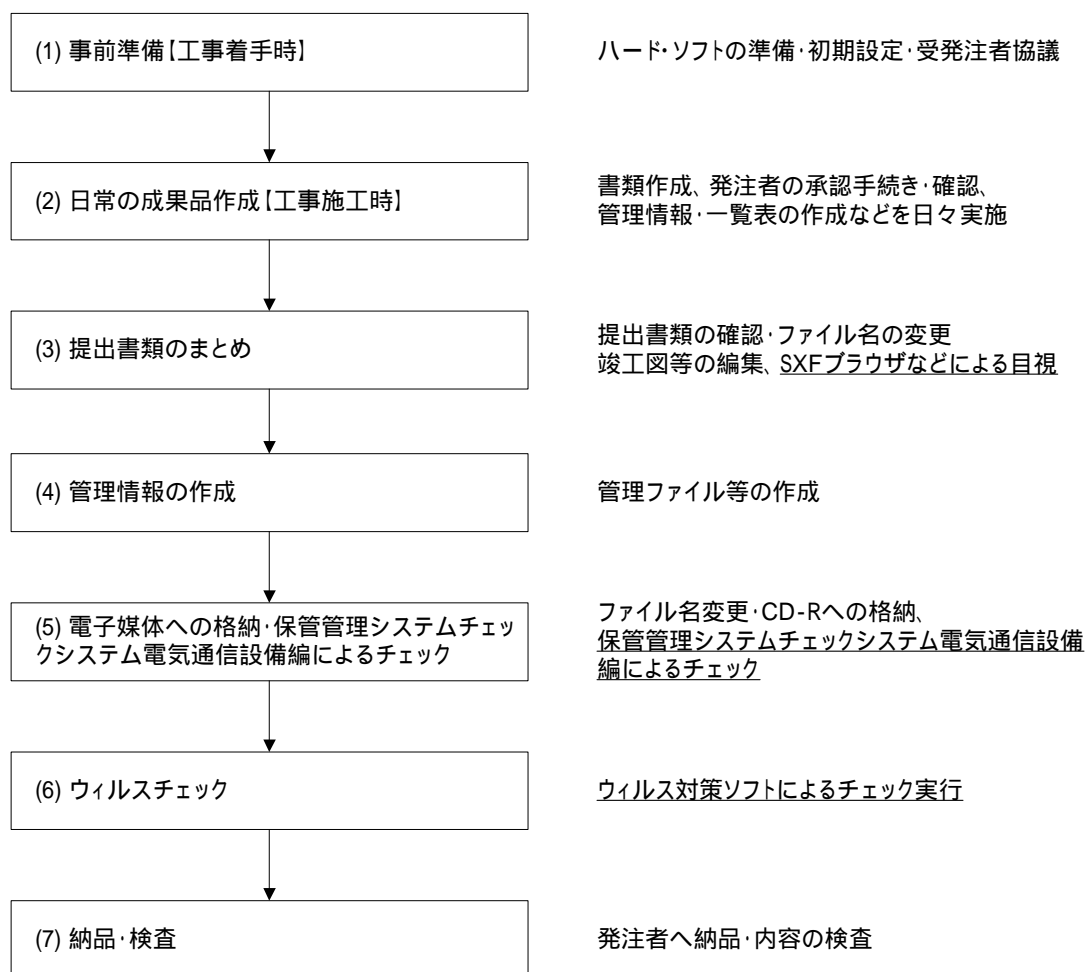 (1) 事前準備【工事着手時】
ハード・ソフトの準備・初期設定・受発注者協議
(2) 日常の成果品作成【工事施工時】
書類作成、発注者の承認手続き・確認、
管理情報・一覧表の作成などを日々実施
(3) 提出書類のまとめ
提出書類の確認・ファイル名の変更
竣工図等の編集、SXFブラウザなどによる目視
(4) 管理情報の作成
管理ファイル等の作成
(5) 電子媒体への格納・保管管理システムチェッ
クシステム電気通信設備編によるチェック
ファイル名変更・CD-Rへの格納、
保管管理システムチェックシステム電気通信設備
編によるチェック
(6) ウィルスチェック
ウィルス対策ソフトによるチェック実行
(7) 納品・検査
発注者へ納品・内容の検査